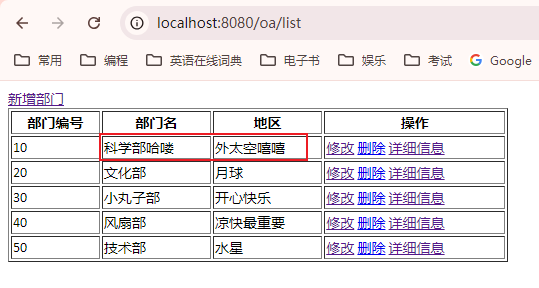 localhost:8080/oa/list
常用 编程 英语在线词典 电子书 娱乐 考试 Google
新增部门
部门编号 部门名 地区 操作
10 科学部哈喽 外太空嘻嘻 修改 删除 详细信息
20 文化部 月球 修改 删除 详细信息
30 小丸子部 开心快乐 修改 删除 详细信息
40 风扇部 凉快最重要 修改 删除 详细信息
50 技术部 水星 修改 删除 详细信息